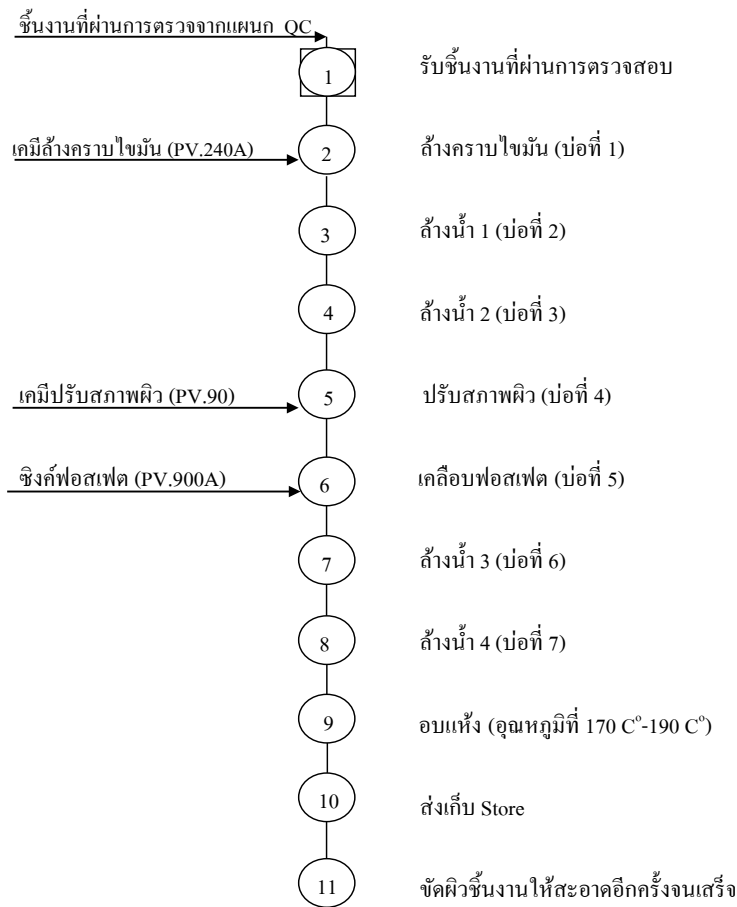 ชิ้นงานที่ผ่านการตรวจจากแผนก QC
1 รับชิ้นงานที่ผ่านการตรวจสอบ
เคมีล้างคราบไขมัน (PV.240A) 2 ล้างคราบไขมัน (บ่อที่ 1)
3 ล้างน้ำ 1 (บ่อที่ 2)
4 ล้างน้ำ 2 (บ่อที่ 3)
เคมีปรับสภาพผิว (PV.90) 5 ปรับสภาพผิว (บ่อที่ 4)
ซิงค์ฟอสเฟต (PV.900A) 6 เคลือบฟอสเฟต (บ่อที่ 5)
7 ล้างน้ำ 3 (บ่อที่ 6)
8 ล้างน้ำ 4 (บ่อที่ 7)
9 อบแห้ง (อุณหภูมิที่ 170 Cº-190 Cº)
10 ส่งเก็บ Store
11 ขัดผิวชิ้นงานให้สะอาดอีกครั้งจนเสร็จ